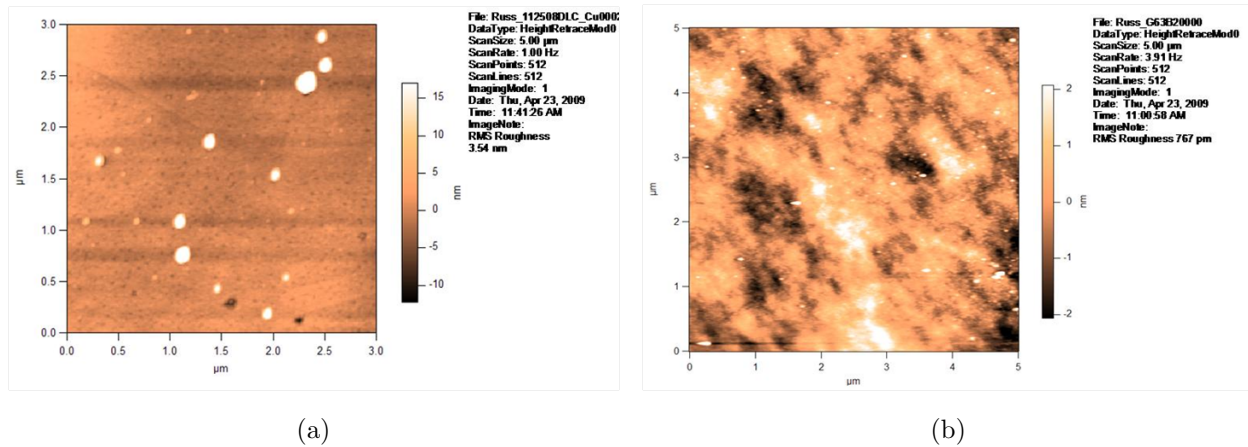 3.0
2.5
2.0
1.5
1.0
0.5
0.0
0.0 0.5 1.0 1.5 2.0 2.5 3.0
µm
µm
10
5
0
-5
-10
nm
File: Russ_112508DLC_Cu000
DataType: HeightRetraceMod0
ScanSize: 5.00 µm
ScanRate: 1.00 Hz
ScanPoints: 512
ScanLines: 512
ImagingMode: 1
Date: Thu, Apr 23, 2009
Time: 11:41:26 AM
ImageNote:
RMS Roughness
3.54 nm
(a)
5
4
3
2
1
0
0 1 2 3 4 5
µm
µm
2
1
0
-1
-2
nm
File: Russ_G63B20000
DataType: HeightRetraceMod0
ScanSize: 5.00 µm
ScanRate: 3.91 Hz
ScanPoints: 512
ScanLines: 512
ImagingMode: 1
Date: Thu, Apr 23, 2009
Time: 11:00:58 AM
ImageNote:
RMS Roughness 767 pm
(b)